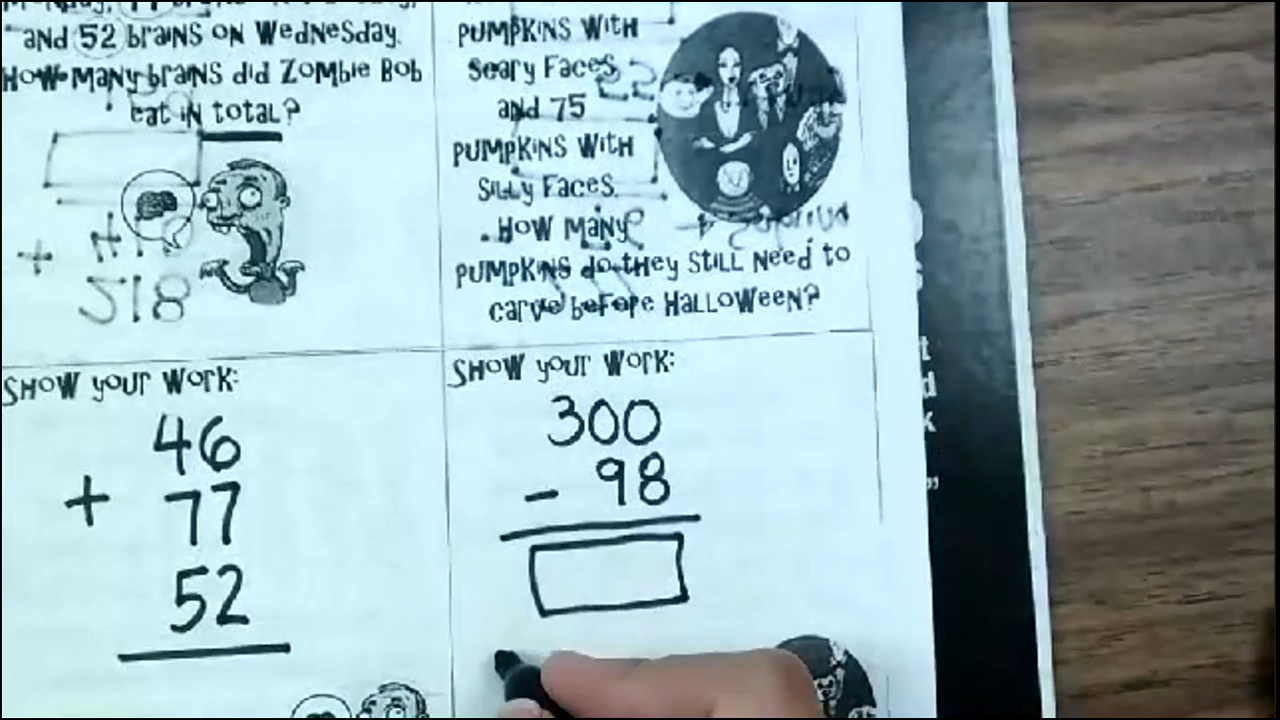 and 52 brains on Wednesday.
How many brains did Zombie Bob
eat in total?
+
218
Show your work:
46
+ 77
52
pumpkins with
scary faces
and 75
pumpkins with
silly faces.
How many
pumpkins do they still need to
carve before Halloween?
Show your work:
300
- 98